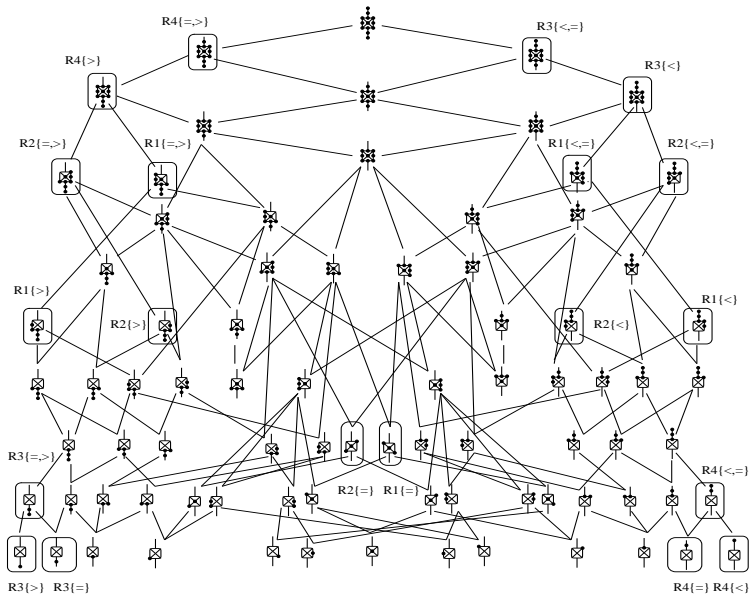 R4{=,>}
R3{<,=}
R4{>}
R3{<}
R2{=,>}
R1{=,>}
R1{<,=}
R2{<,=}
R1{>}
R2{>}
R2{<}
R1{<}
R3{=,>}
R2{=}
R1{=}
R4{<,=}
R3{>}
R3{=}
R4{=}
R4{<}